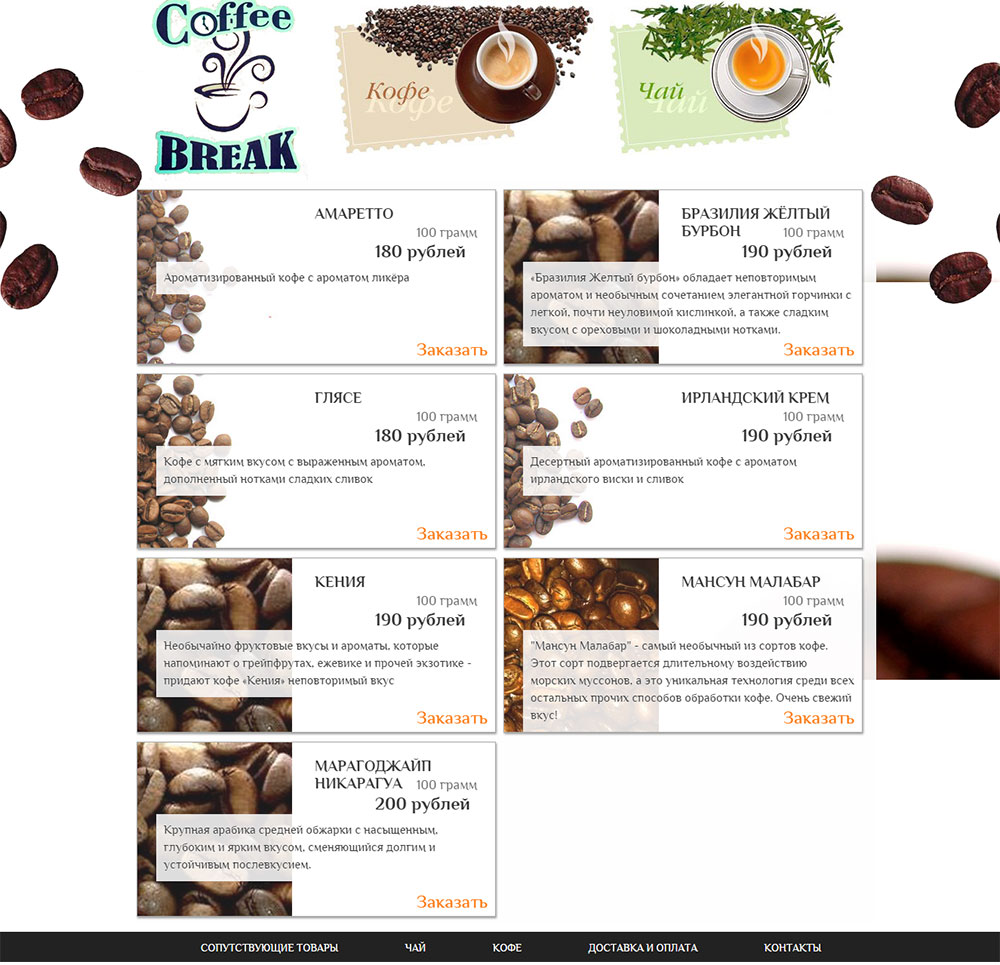 Coffee
BREAK
Кофе
Чай
АМАРЕТТО
100 грамм
180 рублей
Ароматизированный кофе с ароматом ликёра
Заказать
БРАЗИЛИЯ ЖЁЛТЫЙ
БУРБОН
100 грамм
190 рублей
«Бразилия Желтый бурбон» обладает неповторимым
ароматом и необычным сочетанием элегантной горчинки с
легкой, почти неуловимой кислинкой, а также сладким
вкусом с ореховыми и шоколадными нотками.
Заказать
ГЛЯСЕ
100 грамм
180 рублей
Кофе с мягким вкусом с выраженным ароматом,
дополненный нотками сладких сливок
Заказать
ИРЛАНДСКИЙ КРЕМ
100 грамм
190 рублей
Десертный ароматизированный кофе с ароматом
ирландского виски и сливок
Заказать
КЕНИЯ
100 грамм
190 рублей
Необычайно фруктовые вкусы и ароматы, которые
напоминают о грейпфрутах, ежевике и прочей экзотике -
придают кофе «Кения» неповторимый вкус
Заказать
МАНСУН МАЛАБАР
100 грамм
190 рублей
"Мансун Малабар" - самый необычный из сортов кофе.
Этот сорт подвергается длительному воздействию
морских муссонов, а это уникальная технология среди всех
остальных прочих способов обработки кофе. Очень свежий
вкус!
Заказать
МАРАГОДЖАЙП
НИКАРАГУА
100 грамм
200 рублей
Крупная арабика средней обжарки с насыщенным,
глубоким и ярким вкусом, сменяющийся долгим и
устойчивым послевкусием.
Заказать
СОПУТСТВУЮЩИЕ ТОВАРЫ ЧАЙ КОФЕ ДОСТАВКА И ОПЛАТА КОНТАКТЫ